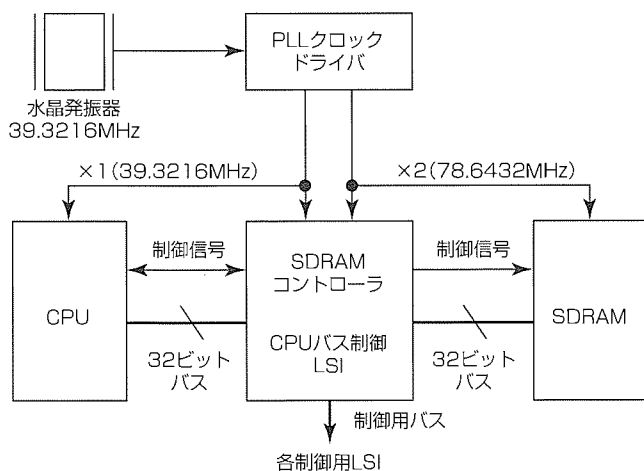 PLLクロック
ドライバ
水晶発振器
39.3216MHz
×1(39.3216MHz)
×2(78.6432MHz)
制御信号
制御信号
CPU
SDRAM
コントローラ
CPUバス制御
LSI
SDRAM
32ビット
バス
32ビット
バス
制御用バス
各制御用LSI